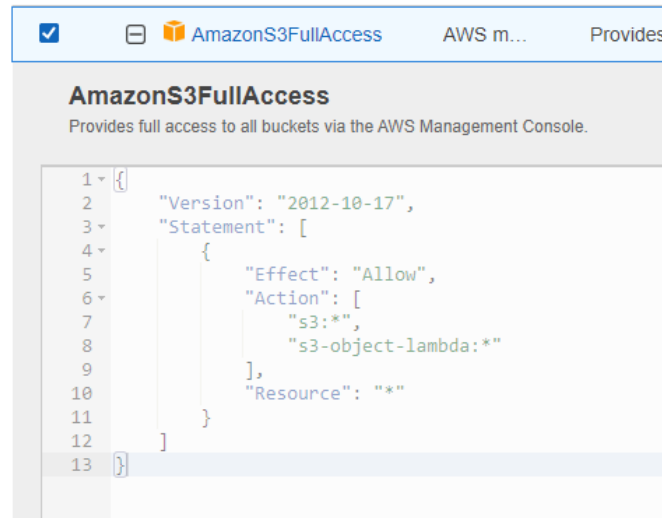 AmazonS3FullAccess AWS m... Provides
AmazonS3FullAccess
Provides full access to all buckets via the AWS Management Console.
1 {
2 "Version": "2012-10-17",
3 "Statement": [
4 {
5 "Effect": "Allow",
6 "Action": [
7 "s3:*",
8 "s3-object-lambda:*"
9 ],
10 "Resource": "*"
11 }
12 ]
13 }